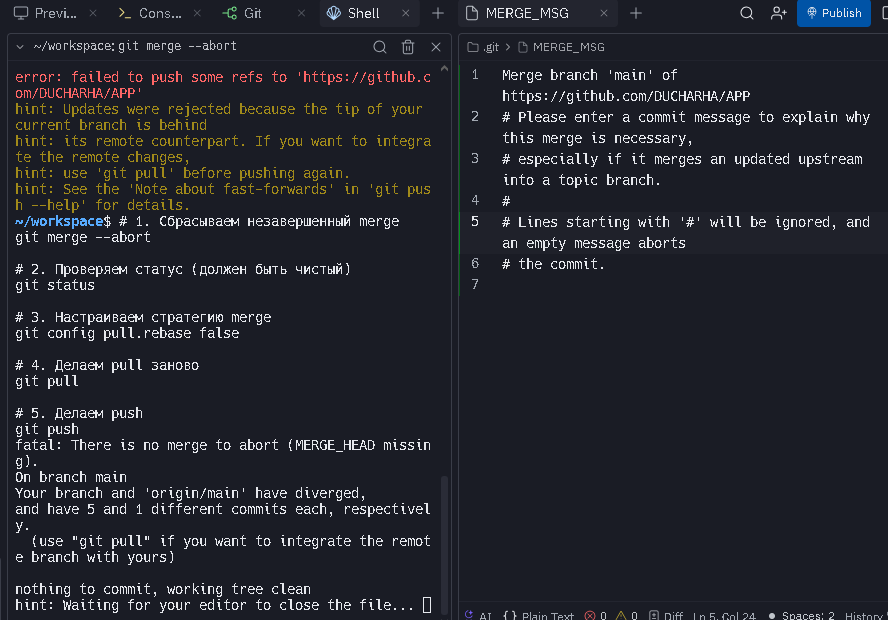 Previ... Cons... Git Shell MERGE_MSG Publish
~/workspace: git merge --abort
.git > MERGE_MSG
error: failed to push some refs to 'https://github.c
om/DUCHARHA/APP'
hint: Updates were rejected because the tip of your
current branch is behind
hint: its remote counterpart. If you want to integra
te the remote changes,
hint: use 'git pull' before pushing again.
hint: See the 'Note about fast-forwards' in 'git pus
h --help' for details.
~/workspace$ # 1. Сбрасываем незавершенный merge
git merge --abort
# 2. Проверяем статус (должен быть чистый)
git status
# 3. Настраиваем стратегию merge
git config pull.rebase false
# 4. Делаем pull заново
git pull
# 5. Делаем push
git push
fatal: There is no merge to abort (MERGE_HEAD missin
g).
On branch main
Your branch and 'origin/main' have diverged,
and have 5 and 1 different commits each, respectivel
y.
(use "git pull" if you want to integrate the remot
e branch with yours)
nothing to commit, working tree clean
hint: Waiting for your editor to close the file...
1 Merge branch 'main' of
https://github.com/DUCHARHA/APP
2 # Please enter a commit message to explain why
this merge is necessary,
3 # especially if it merges an updated upstream
into a topic branch.
4 #
5 # Lines starting with '#' will be ignored, and
an empty message aborts
6 # the commit.
7
AI {} Plain Text 0 0 Diff Ln 5, Col 24 Spaces: 2 History